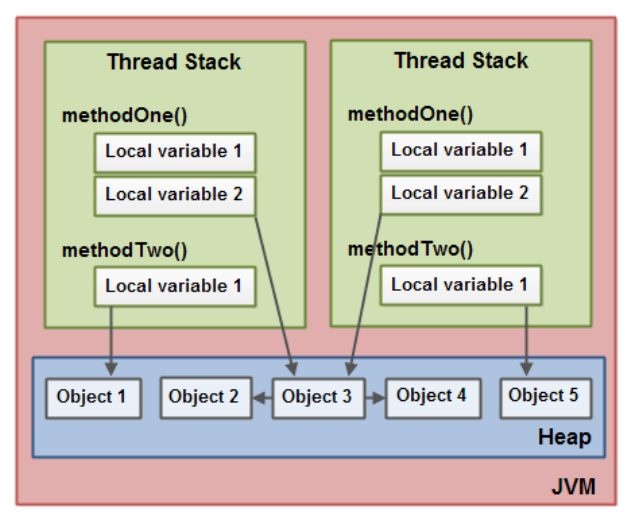 Thread Stack
methodOne()
Local variable 1
Local variable 2
methodTwo()
Local variable 1
Thread Stack
methodOne()
Local variable 1
Local variable 2
methodTwo()
Local variable 1
Object 1
Object 2
Object 3
Object 4
Object 5
Heap
JVM